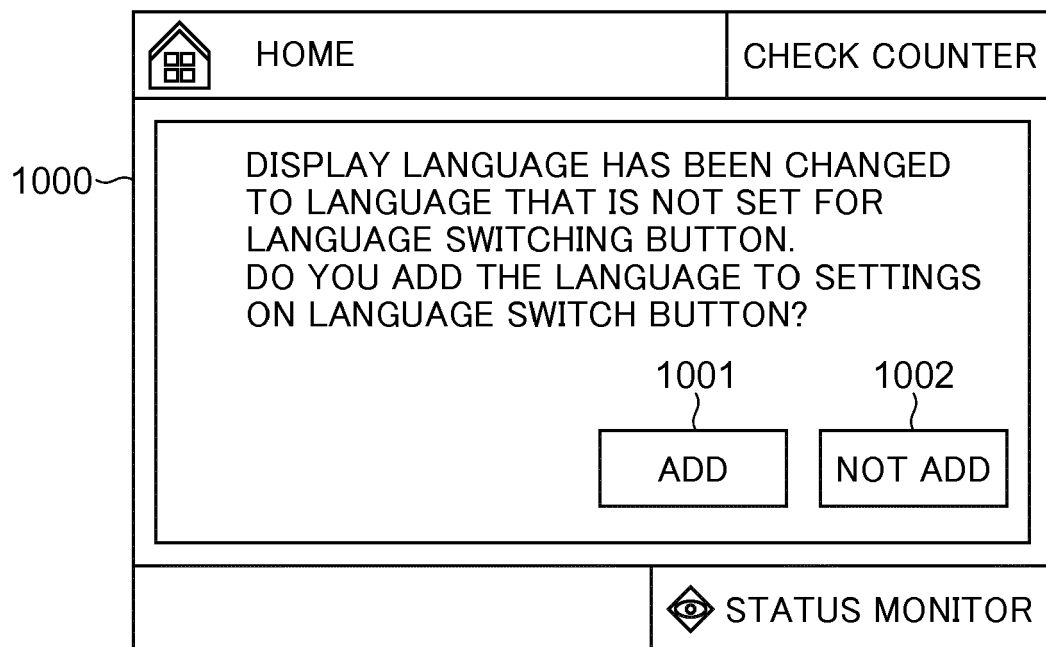 HOME
CHECK COUNTER
1000
DISPLAY LANGUAGE HAS BEEN CHANGED
TO LANGUAGE THAT IS NOT SET FOR
LANGUAGE SWITCHING BUTTON.
DO YOU ADD THE LANGUAGE TO SETTINGS
ON LANGUAGE SWITCH BUTTON?
1001
1002
ADD
NOT ADD
STATUS MONITOR